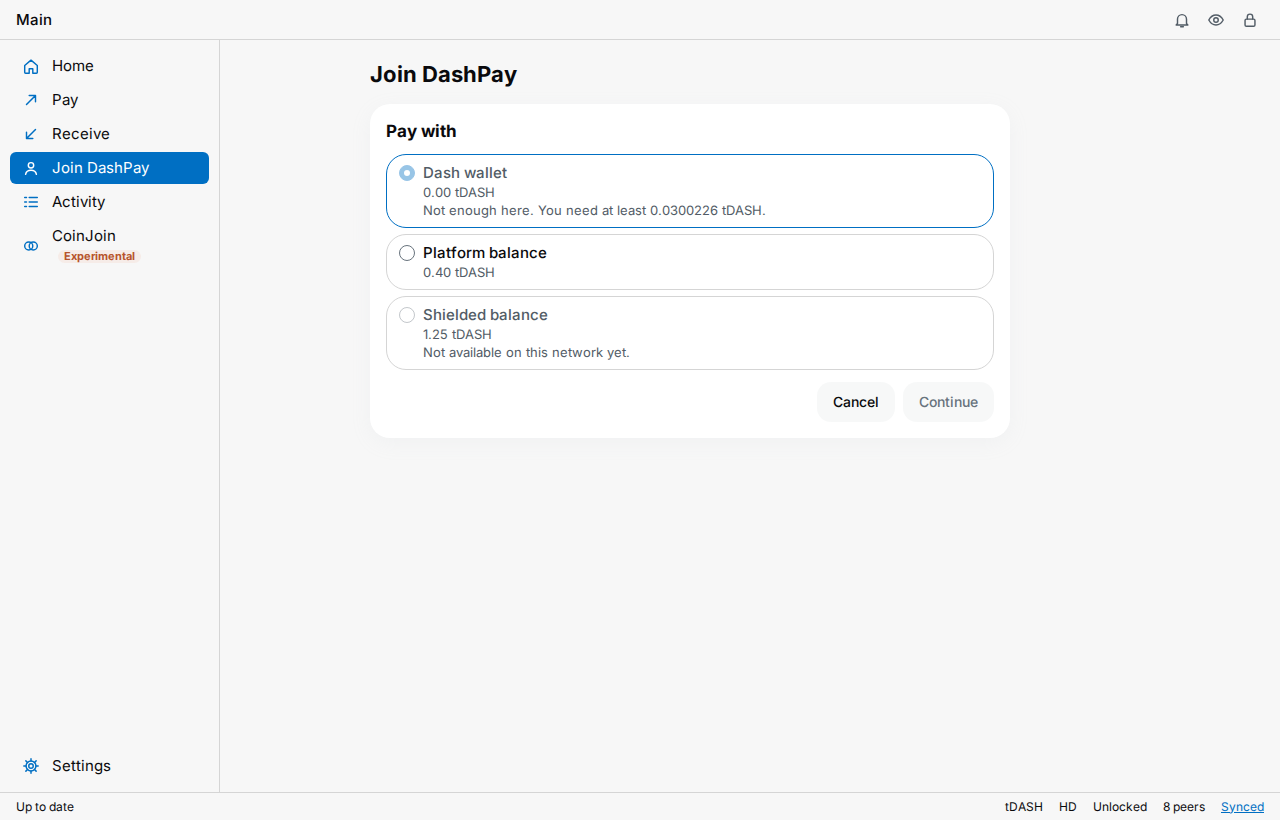 Main
Home
Pay
Receive
Join DashPay
Activity
CoinJoin
Experimental
Settings
Join DashPay
Pay with
Dash wallet
0.00 tDASH
Not enough here. You need at least 0.0300226 tDASH.
Platform balance
0.40 tDASH
Shielded balance
1.25 tDASH
Not available on this network yet.
Cancel Continue
Up to date tDASH HD Unlocked 8 peers Synced